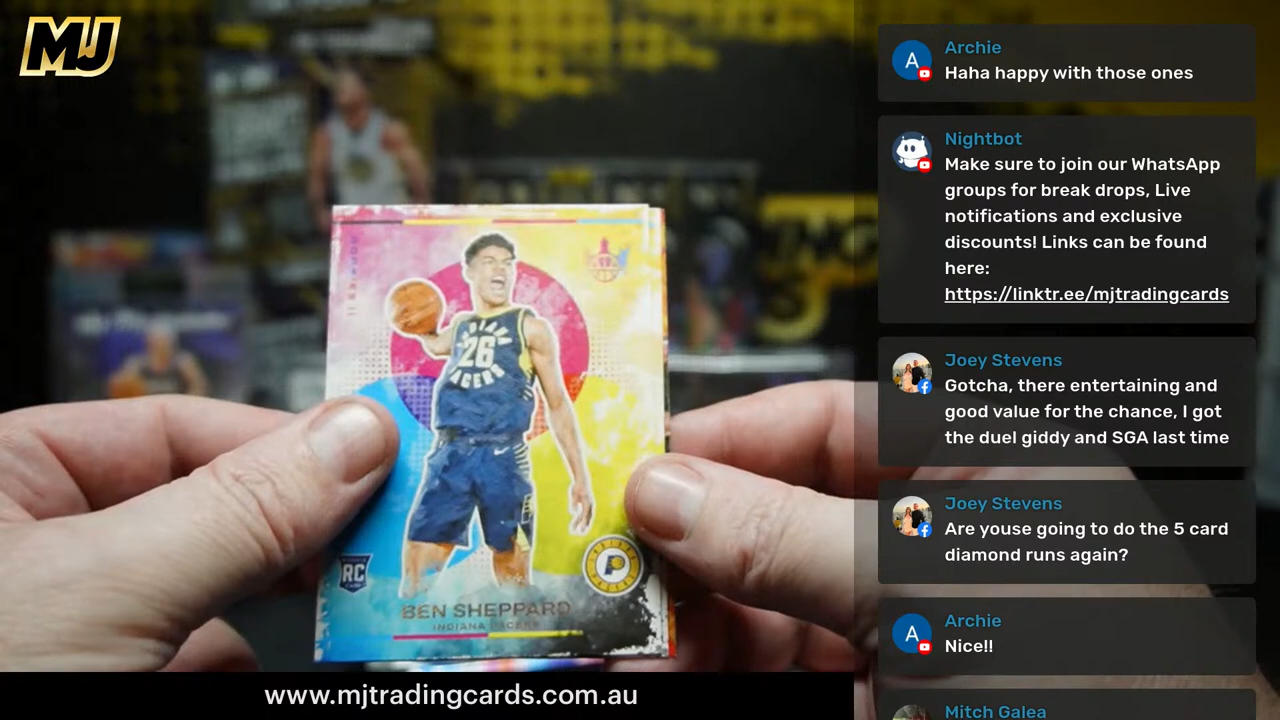 MJ
INDIANA
26
PACERS
RC
BEN SHEPPARD
INDIANA PACERS
www.mjtradingcards.com.au
Archie
Haha happy with those ones
Nightbot
Make sure to join our WhatsApp
groups for break drops, Live
notifications and exclusive
discounts! Links can be found
here:
https://linktr.ee/mjtradingcards
Joey Stevens
Gotcha, there entertaining and
good value for the chance, I got
the duel giddy and SGA last time
Joey Stevens
Are youse going to do the 5 card
diamond runs again?
Archie
Nice!!
Mitch Galea